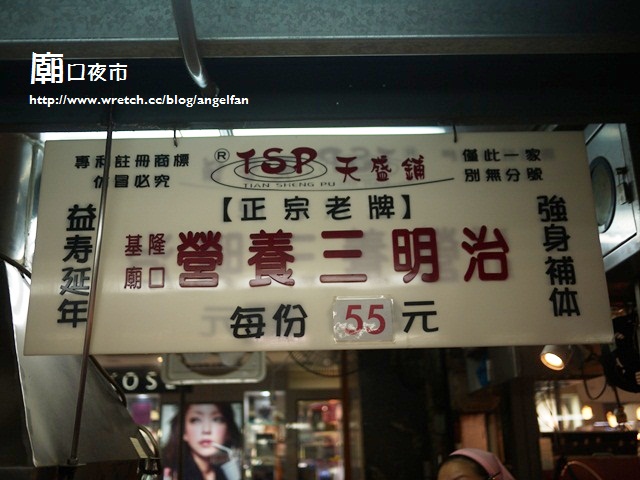 廟口夜市
http://www.wretch.cc/blog/angelfan
專利註冊商標
仿冒必究
® TSP 天盛鋪
TIAN SHENG PU
僅此一家
別無分號
【正宗老牌】
益寿延年
基隆
廟口
營養三明治
強身補体
每份 55 元